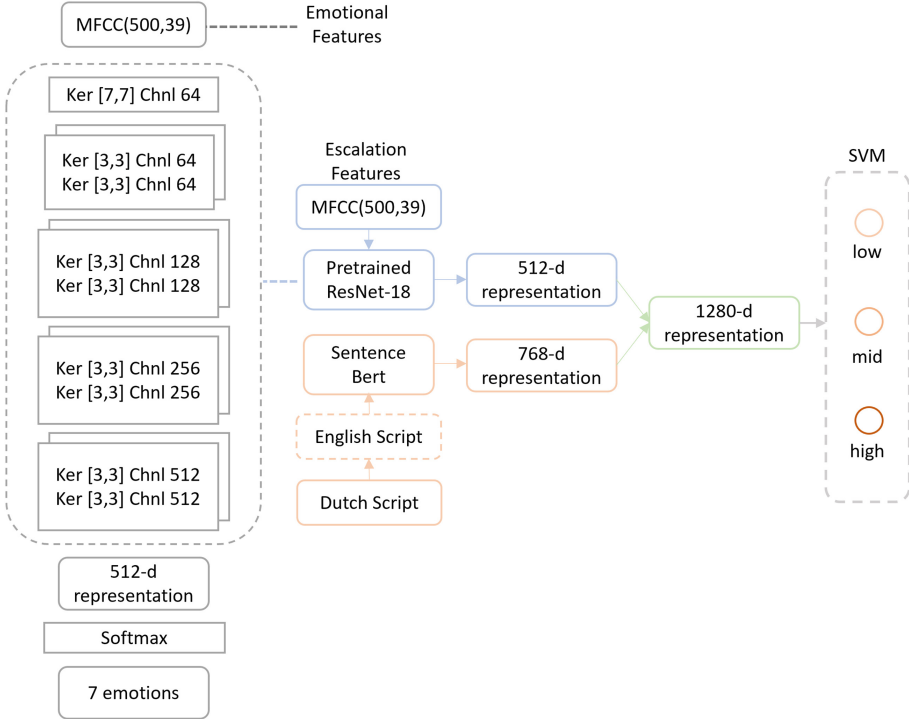 MFCC(500,39)
Emotional
Features
Ker [7,7] Chnl 64
Ker [3,3] Chnl 64
Ker [3,3] Chnl 64
Ker [3,3] Chnl 128
Ker [3,3] Chnl 128
Ker [3,3] Chnl 256
Ker [3,3] Chnl 256
Ker [3,3] Chnl 512
Ker [3,3] Chnl 512
512-d
representation
Softmax
7 emotions
Escalation
Features
MFCC(500,39)
Pretrained
ResNet-18
512-d
representation
Sentence
Bert
768-d
representation
English Script
Dutch Script
1280-d
representation
SVM
low
mid
high